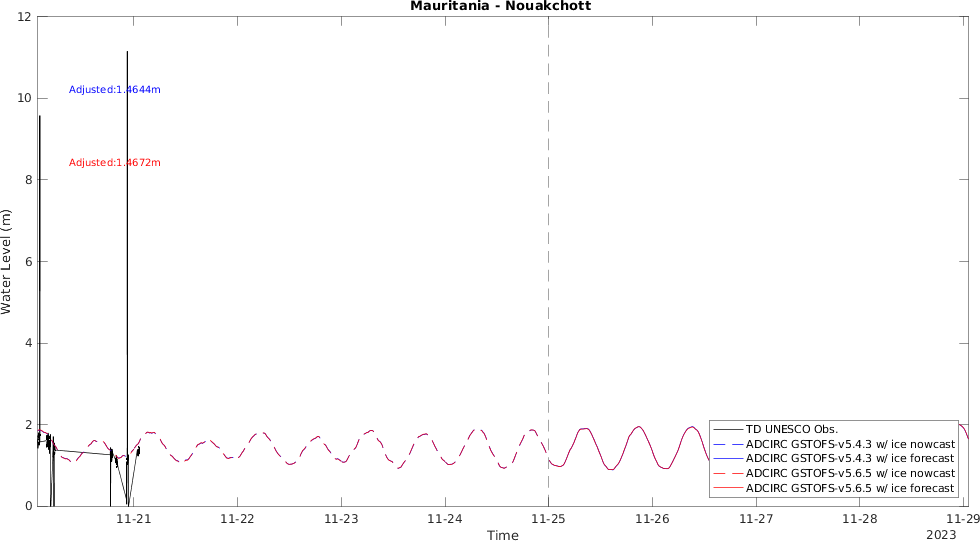 Mauritania - Nouakchott
12
10
8
6
4
2
0
Water Level (m)
Adjusted:1.4644m
Adjusted:1.4672m
TD UNESCO Obs.
ADCIRC GSTOFS-v5.4.3 w/ ice nowcast
ADCIRC GSTOFS-v5.4.3 w/ ice forecast
ADCIRC GSTOFS-v5.6.5 w/ ice nowcast
ADCIRC GSTOFS-v5.6.5 w/ ice forecast
11-21 11-22 11-23 11-24 11-25 11-26 11-27 11-28 11-29
Time
2023